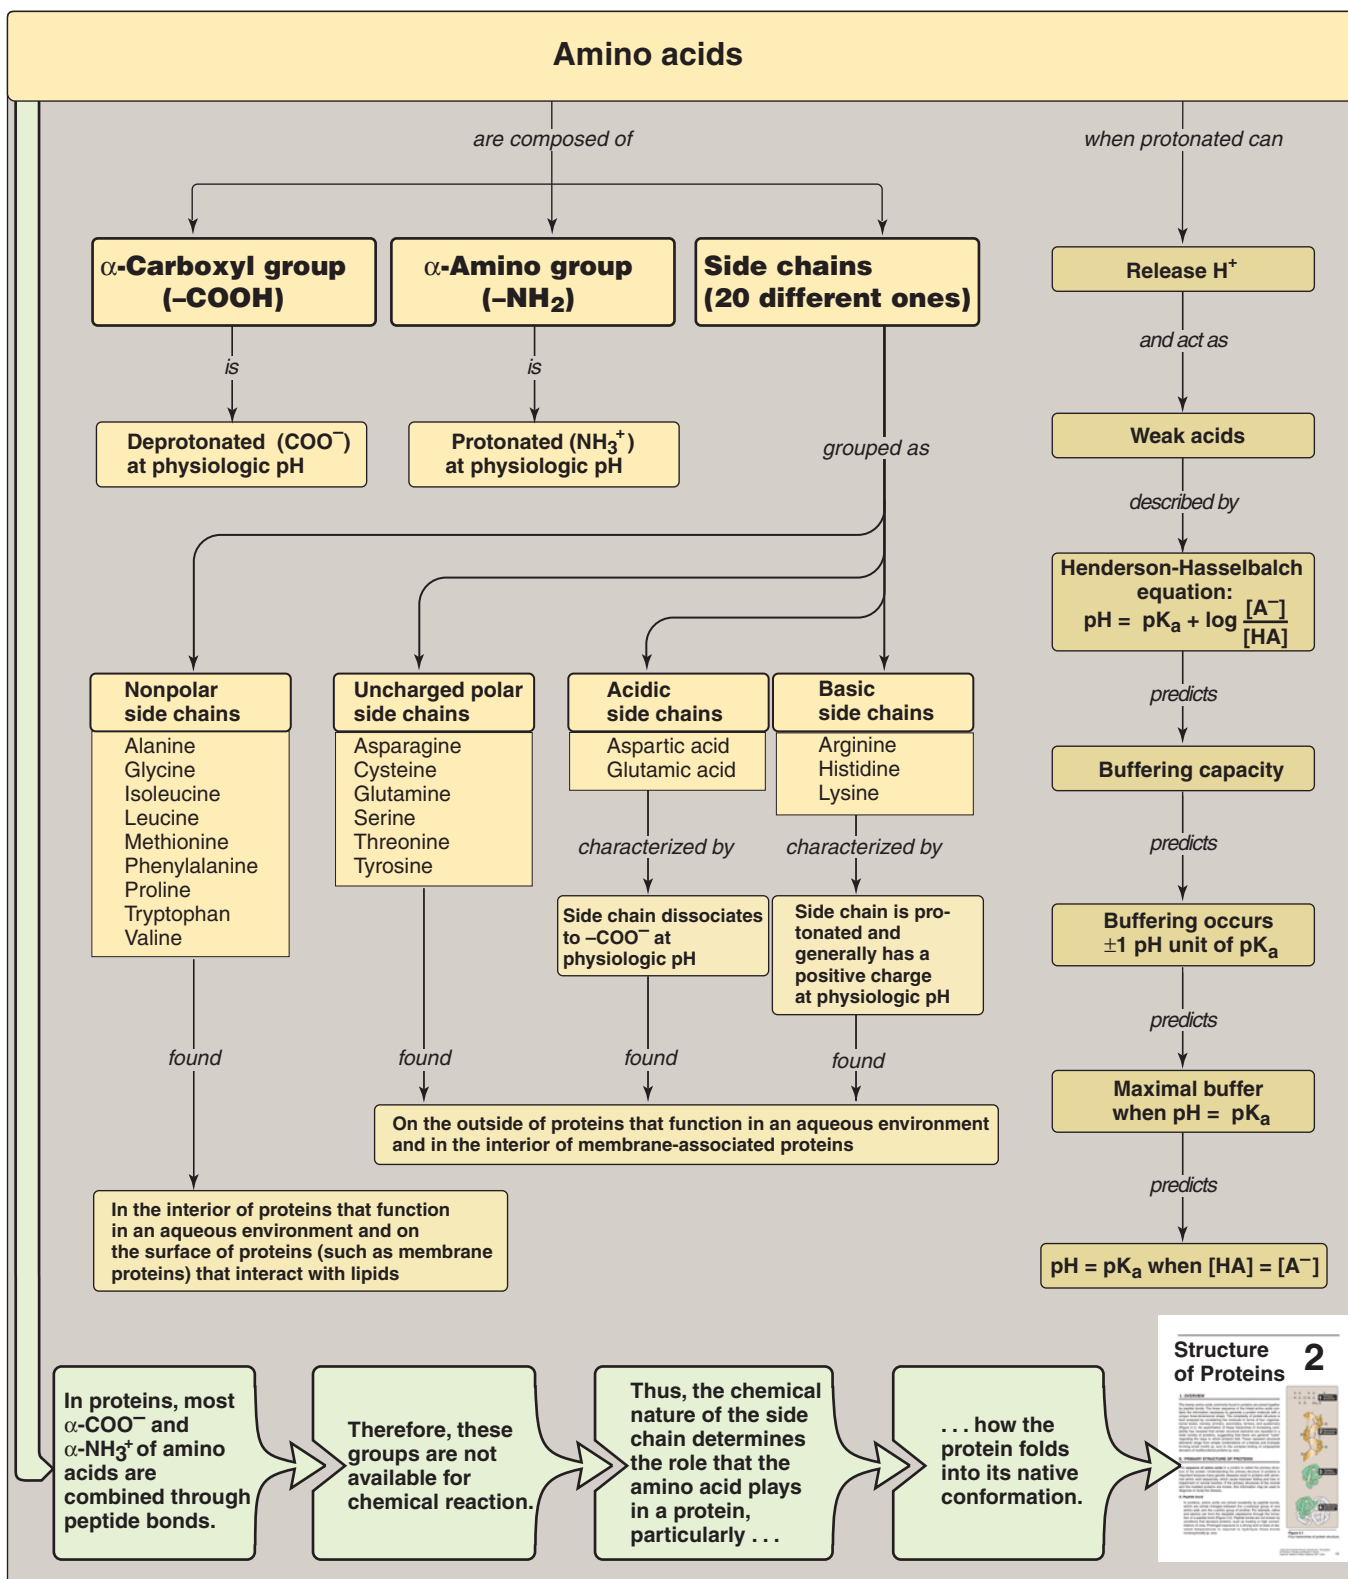 Amino acids
are composed of
when protonated can
α-Carboxyl group
(–COOH)
α-Amino group
(–NH₂)
Side chains
(20 different ones)
Release H⁺
is
is
and act as
Deprotonated (COO⁻)
at physiologic pH
Protonated (NH₃⁺)
at physiologic pH
grouped as
Weak acids
described by
Henderson-Hasselbalch
equation:
pH = pKₐ + log [A⁻]
[HA]
predicts
Nonpolar
side chains
Alanine
Glycine
Isoleucine
Leucine
Methionine
Phenylalanine
Proline
Tryptophan
Valine
Uncharged polar
side chains
Asparagine
Cysteine
Glutamine
Serine
Threonine
Tyrosine
Acidic
side chains
Aspartic acid
Glutamic acid
Basic
side chains
Arginine
Histidine
Lysine
Buffering capacity
characterized by
characterized by
predicts
Side chain dissociates
to –COO⁻ at
physiologic pH
Side chain is pro-
tonated and
generally has a
positive charge
at physiologic pH
Buffering occurs
±1 pH unit of pKₐ
predicts
found
found
found
found
Maximal buffer
when pH = pKₐ
On the outside of proteins that function in an aqueous environment
and in the interior of membrane-associated proteins
predicts
In the interior of proteins that function
in an aqueous environment and on
the surface of proteins (such as membrane
proteins) that interact with lipids
pH = pKₐ when [HA] = [A⁻]
In proteins, most
α-COO⁻ and
α-NH₃⁺ of amino
acids are
combined through
peptide bonds.
Therefore, these
groups are not
available for
chemical reaction.
Thus, the chemical
nature of the side
chain determines
the role that the
amino acid plays
in a protein,
particularly . . .
. . . how the
protein folds
into its native
conformation.
Structure
of Proteins
2